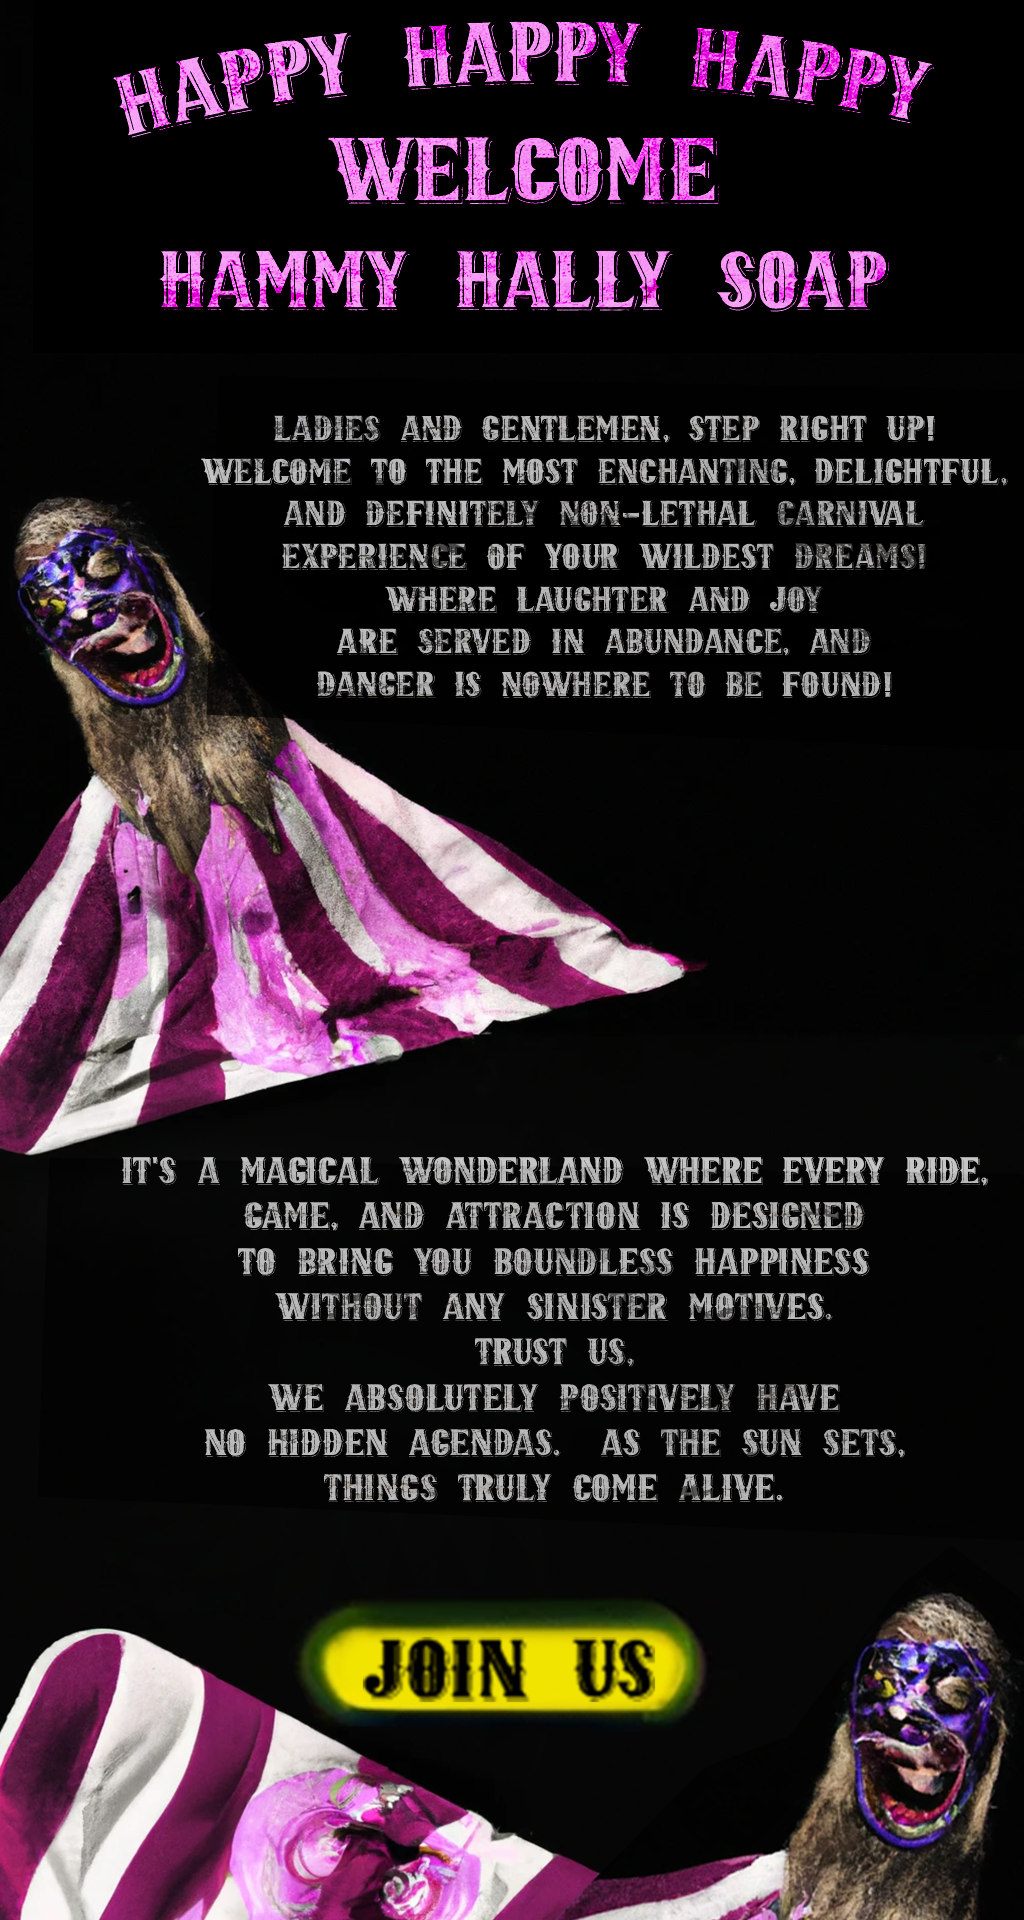 HAPPY HAPPY HAPPY
WELCOME
HAMMY HALLY SOAP
LADIES AND GENTLEMEN, STEP RIGHT UP!
WELCOME TO THE MOST ENCHANTING, DELIGHTFUL,
AND DEFINITELY NON-LETHAL CARNIVAL
EXPERIENCE OF YOUR WILDEST DREAMS!
WHERE LAUGHTER AND JOY
ARE SERVED IN ABUNDANCE, AND
DANGER IS NOWHERE TO BE FOUND!
IT'S A MAGICAL WONDERLAND WHERE EVERY RIDE,
GAME, AND ATTRACTION IS DESIGNED
TO BRING YOU BOUNDLESS HAPPINESS
WITHOUT ANY SINISTER MOTIVES.
TRUST US,
WE ABSOLUTELY POSITIVELY HAVE
NO HIDDEN AGENDAS. AS THE SUN SETS,
THINGS TRULY COME ALIVE.
JOIN US